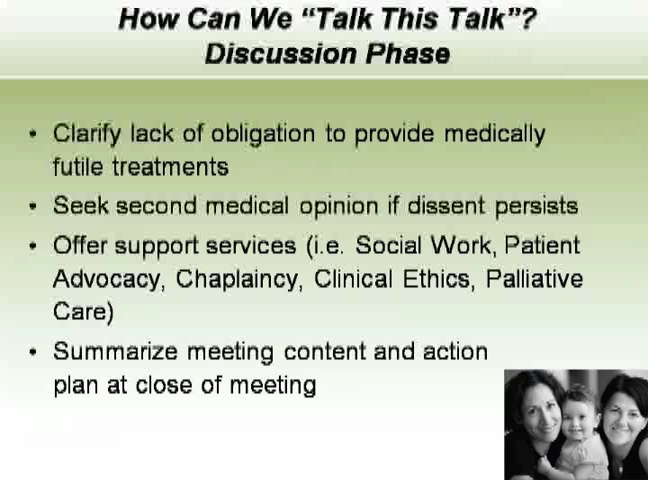 How Can We “Talk This Talk”?
Discussion Phase
• Clarify lack of obligation to provide medically
futile treatments
• Seek second medical opinion if dissent persists
• Offer support services (i.e. Social Work, Patient
Advocacy, Chaplaincy, Clinical Ethics, Palliative
Care)
• Summarize meeting content and action
plan at close of meeting